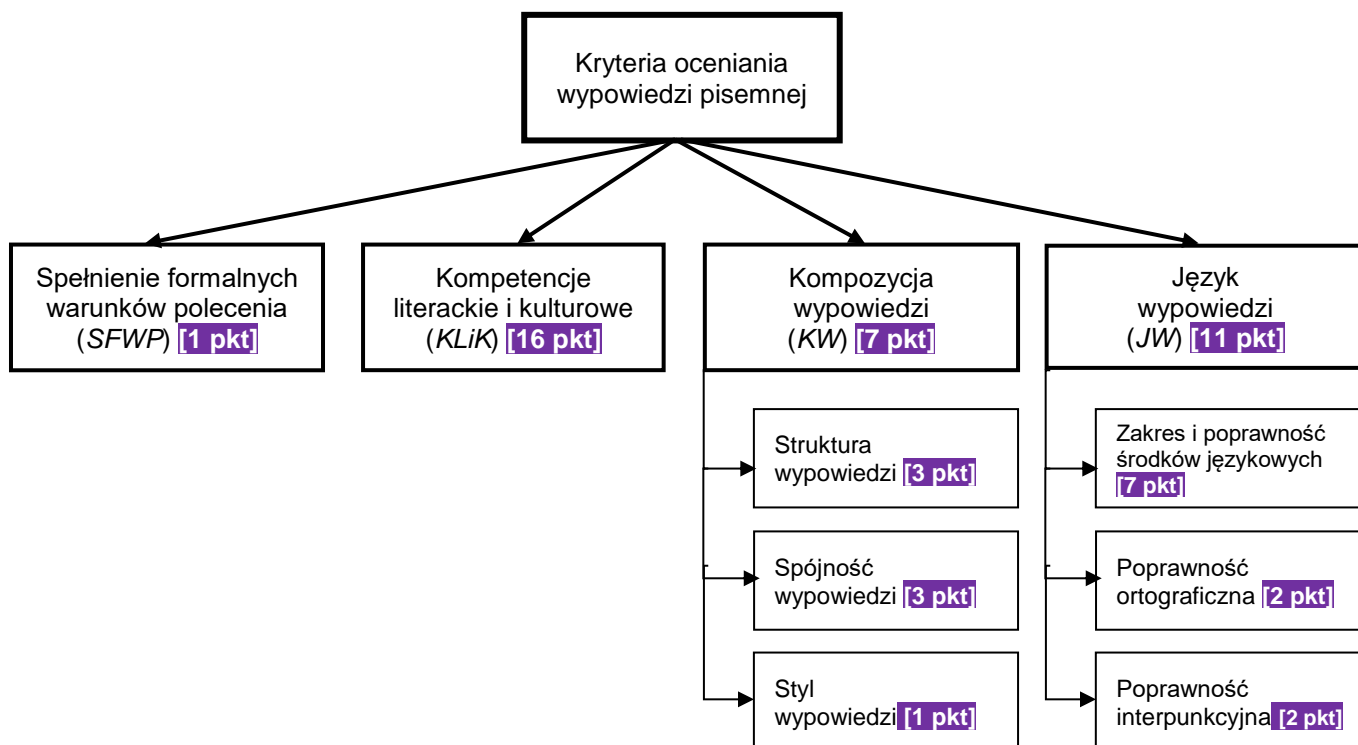 Kryteria oceniania
wypowiedzi pisemnej
Spełnienie formalnych
warunków polecenia
(SFWP) [1 pkt]
Kompetencje
literackie i kulturowe
(KLiK) [16 pkt]
Kompozycja
wypowiedzi
(KW) [7 pkt]
Struktura
wypowiedzi [3 pkt]
Spójność
wypowiedzi [3 pkt]
Styl
wypowiedzi [1 pkt]
Język
wypowiedzi
(JW) [11 pkt]
Zakres i poprawność
środków językowych
[7 pkt]
Poprawność
ortograficzna [2 pkt]
Poprawność
interpunkcyjna [2 pkt]